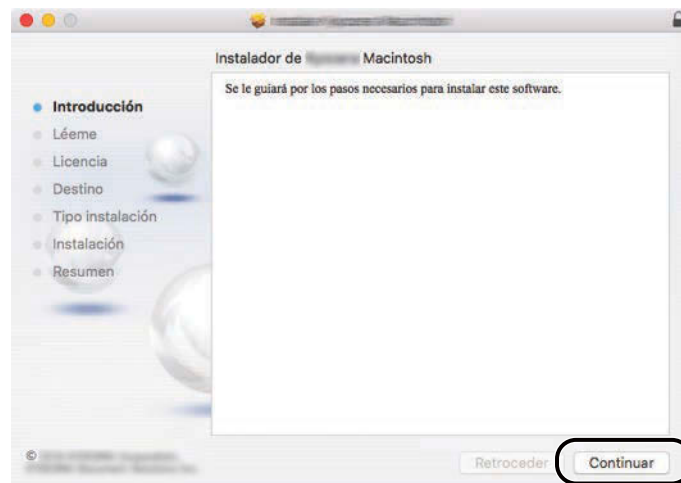 Instalador de Macintosh
Se le guiará por los pasos necesarios para instalar este software.
Introducción
Léeme
Licencia
Destino
Tipo instalación
Instalación
Resumen
©
Retroceder
Continuar